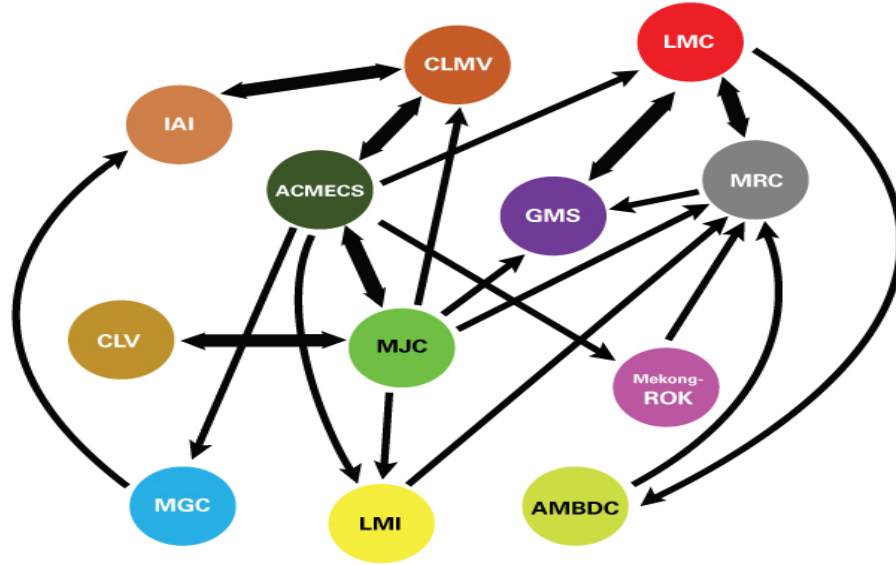 LMC
CLMV
IAI
ACMECS
MRC
GMS
CLV
MJC
Mekong-
ROK
MGC
LMI
AMBDC